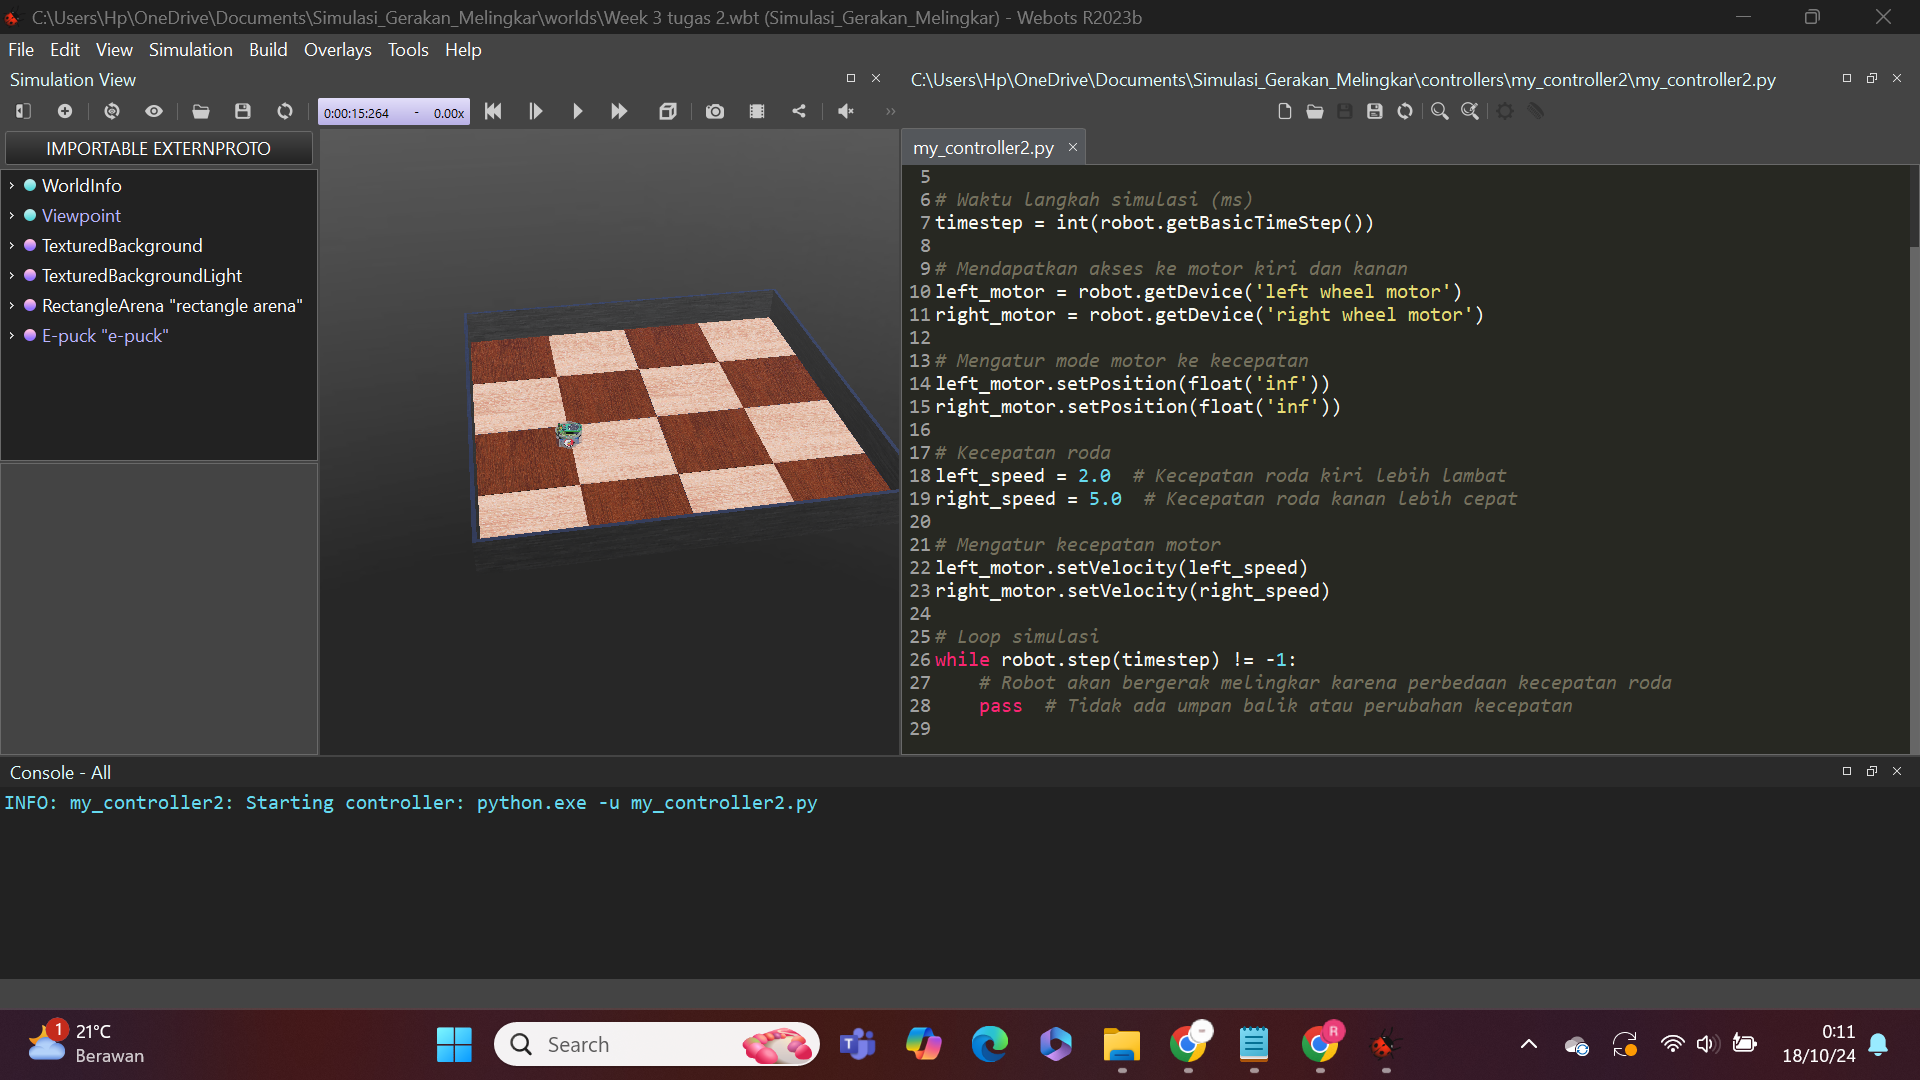 C:\Users\Hp\OneDrive\Documents\Simulasi_Gerakan_Melingkar\worlds\Week 3 tugas 2.wbt (Simulasi_Gerakan_Melingkar) - Webots R2023b
File Edit View Simulation Build Overlays Tools Help
Simulation View
0:00:15:264 - 0.00x
IMPORTABLE EXTERNPROTO
WorldInfo
Viewpoint
TexturedBackground
TexturedBackgroundLight
RectangleArena "rectangle arena"
E-puck "e-puck"
C:\Users\Hp\OneDrive\Documents\Simulasi_Gerakan_Melingkar\controllers\my_controller2\my_controller2.py
my_controller2.py
5
6 # Waktu langkah simulasi (ms)
7 timestep = int(robot.getBasicTimeStep())
8
9 # Mendapatkan akses ke motor kiri dan kanan
10 left_motor = robot.getDevice('left wheel motor')
11 right_motor = robot.getDevice('right wheel motor')
12
13 # Mengatur mode motor ke kecepatan
14 left_motor.setPosition(float('inf'))
15 right_motor.setPosition(float('inf'))
16
17 # Kecepatan roda
18 left_speed = 2.0  # Kecepatan roda kiri lebih lambat
19 right_speed = 5.0  # Kecepatan roda kanan lebih cepat
20
21 # Mengatur kecepatan motor
22 left_motor.setVelocity(left_speed)
23 right_motor.setVelocity(right_speed)
24
25 # Loop simulasi
26 while robot.step(timestep) != -1:
27     # Robot akan bergerak melingkar karena perbedaan kecepatan roda
28     pass  # Tidak ada umpan balik atau perubahan kecepatan
29
Console - All
INFO: my_controller2: Starting controller: python.exe -u my_controller2.py
1
21°C
Berawan
Search
T
R
0:11
18/10/24